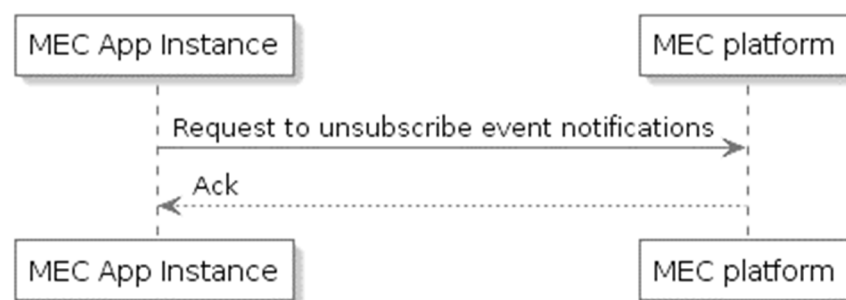 MEC App Instance
MEC platform
Request to unsubscribe event notifications
Ack
MEC App Instance
MEC platform